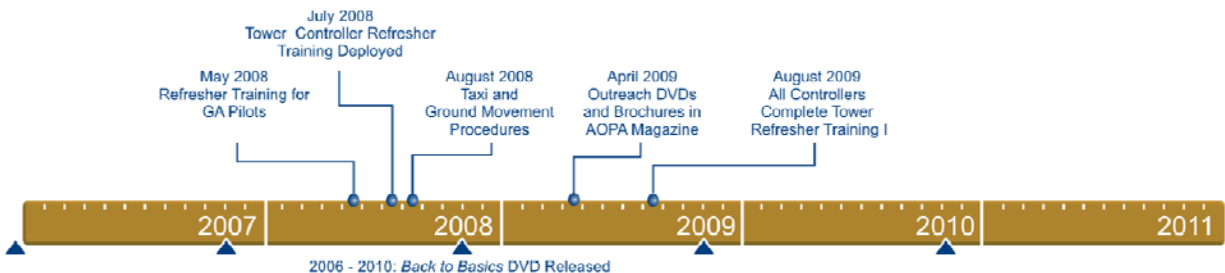 July 2008
Tower Controller Refresher
Training Deployed
May 2008
Refresher Training for
GA Pilots
August 2008
Taxi and
Ground Movement
Procedures
April 2009
Outreach DVDs
and Brochures in
AOPA Magazine
August 2009
All Controllers
Complete Tower
Refresher Training I
2007
2008
2009
2010
2011
2006 - 2010: Back to Basics DVD Released